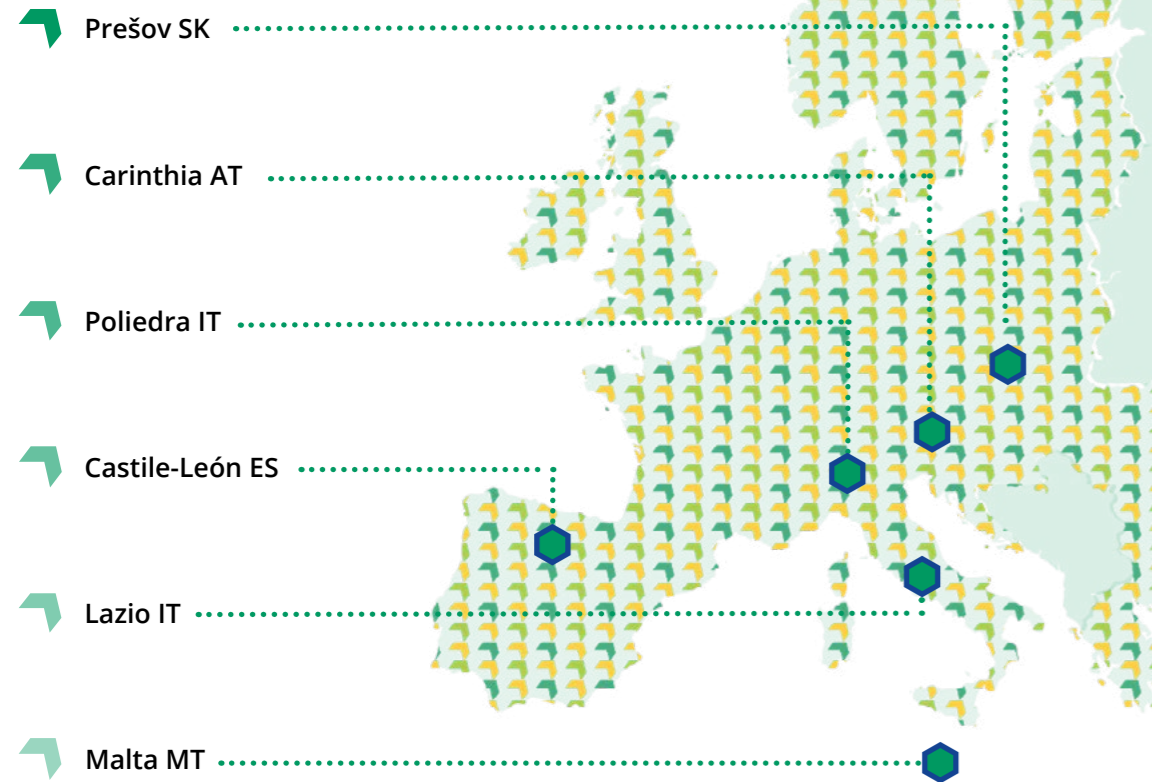 Prešov SK
Carinthia AT
Poliedra IT
Castile-León ES
Lazio IT
Malta MT